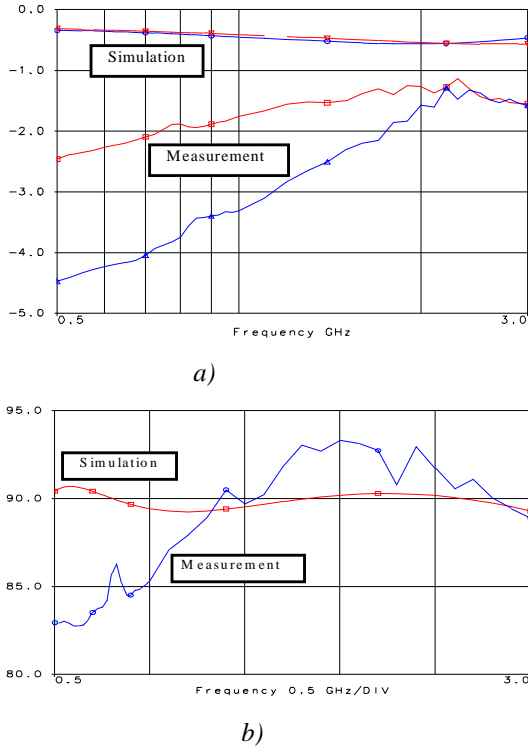 0.0
Simulation
-1.0
-2.0
Measurement
-3.0
-4.0
-5.0
0.5 3.0
Frequency GHz
a)
95.0
Simulation
90.0
Measurement
85.0
80.0
0.5 3.0
Frequency 0.5 GHz/DIV
b)